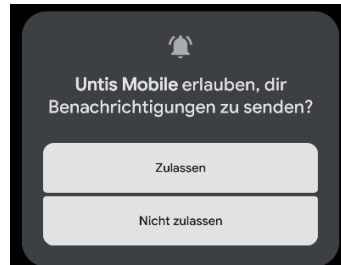 Untis Mobile erlauben, dir
Benachrichtigungen zu senden?
Zulassen
Nicht zulassen